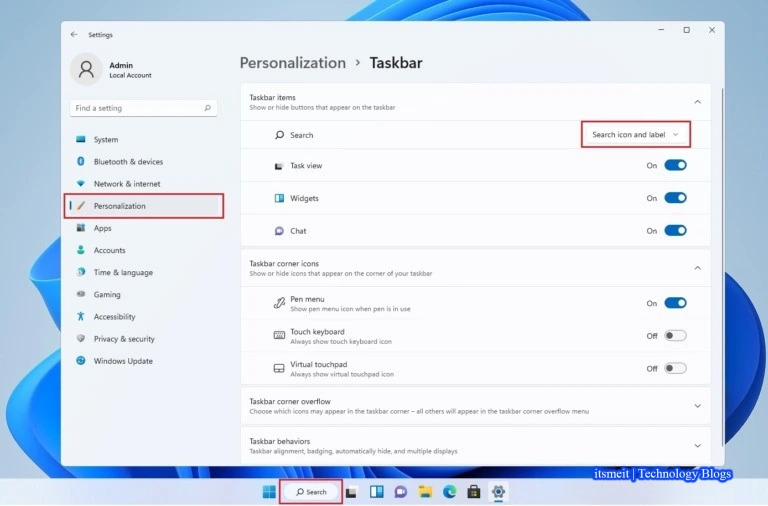 Settings
Admin
Local Account
Find a setting
System
Bluetooth & devices
Network & internet
Personalization
Apps
Accounts
Time & language
Gaming
Accessibility
Privacy & security
Windows Update
Personalization › Taskbar
Taskbar items
Show or hide buttons that appear on the taskbar
Search
Search icon and label
Task view
On
Widgets
On
Chat
On
Taskbar corner icons
Show or hide icons that appear on the corner of your taskbar
Pen menu
Show pen menu icon when pen is in use
On
Touch keyboard
Always show touch keyboard icon
Off
Virtual touchpad
Always show virtual touchpad icon
Off
Taskbar corner overflow
Choose which icons may appear in the taskbar corner – all others will appear in the taskbar corner overflow menu
Taskbar behaviors
Taskbar alignment, badging, automatically hide, and multiple displays
itsmeit | Technology Blogs
Search